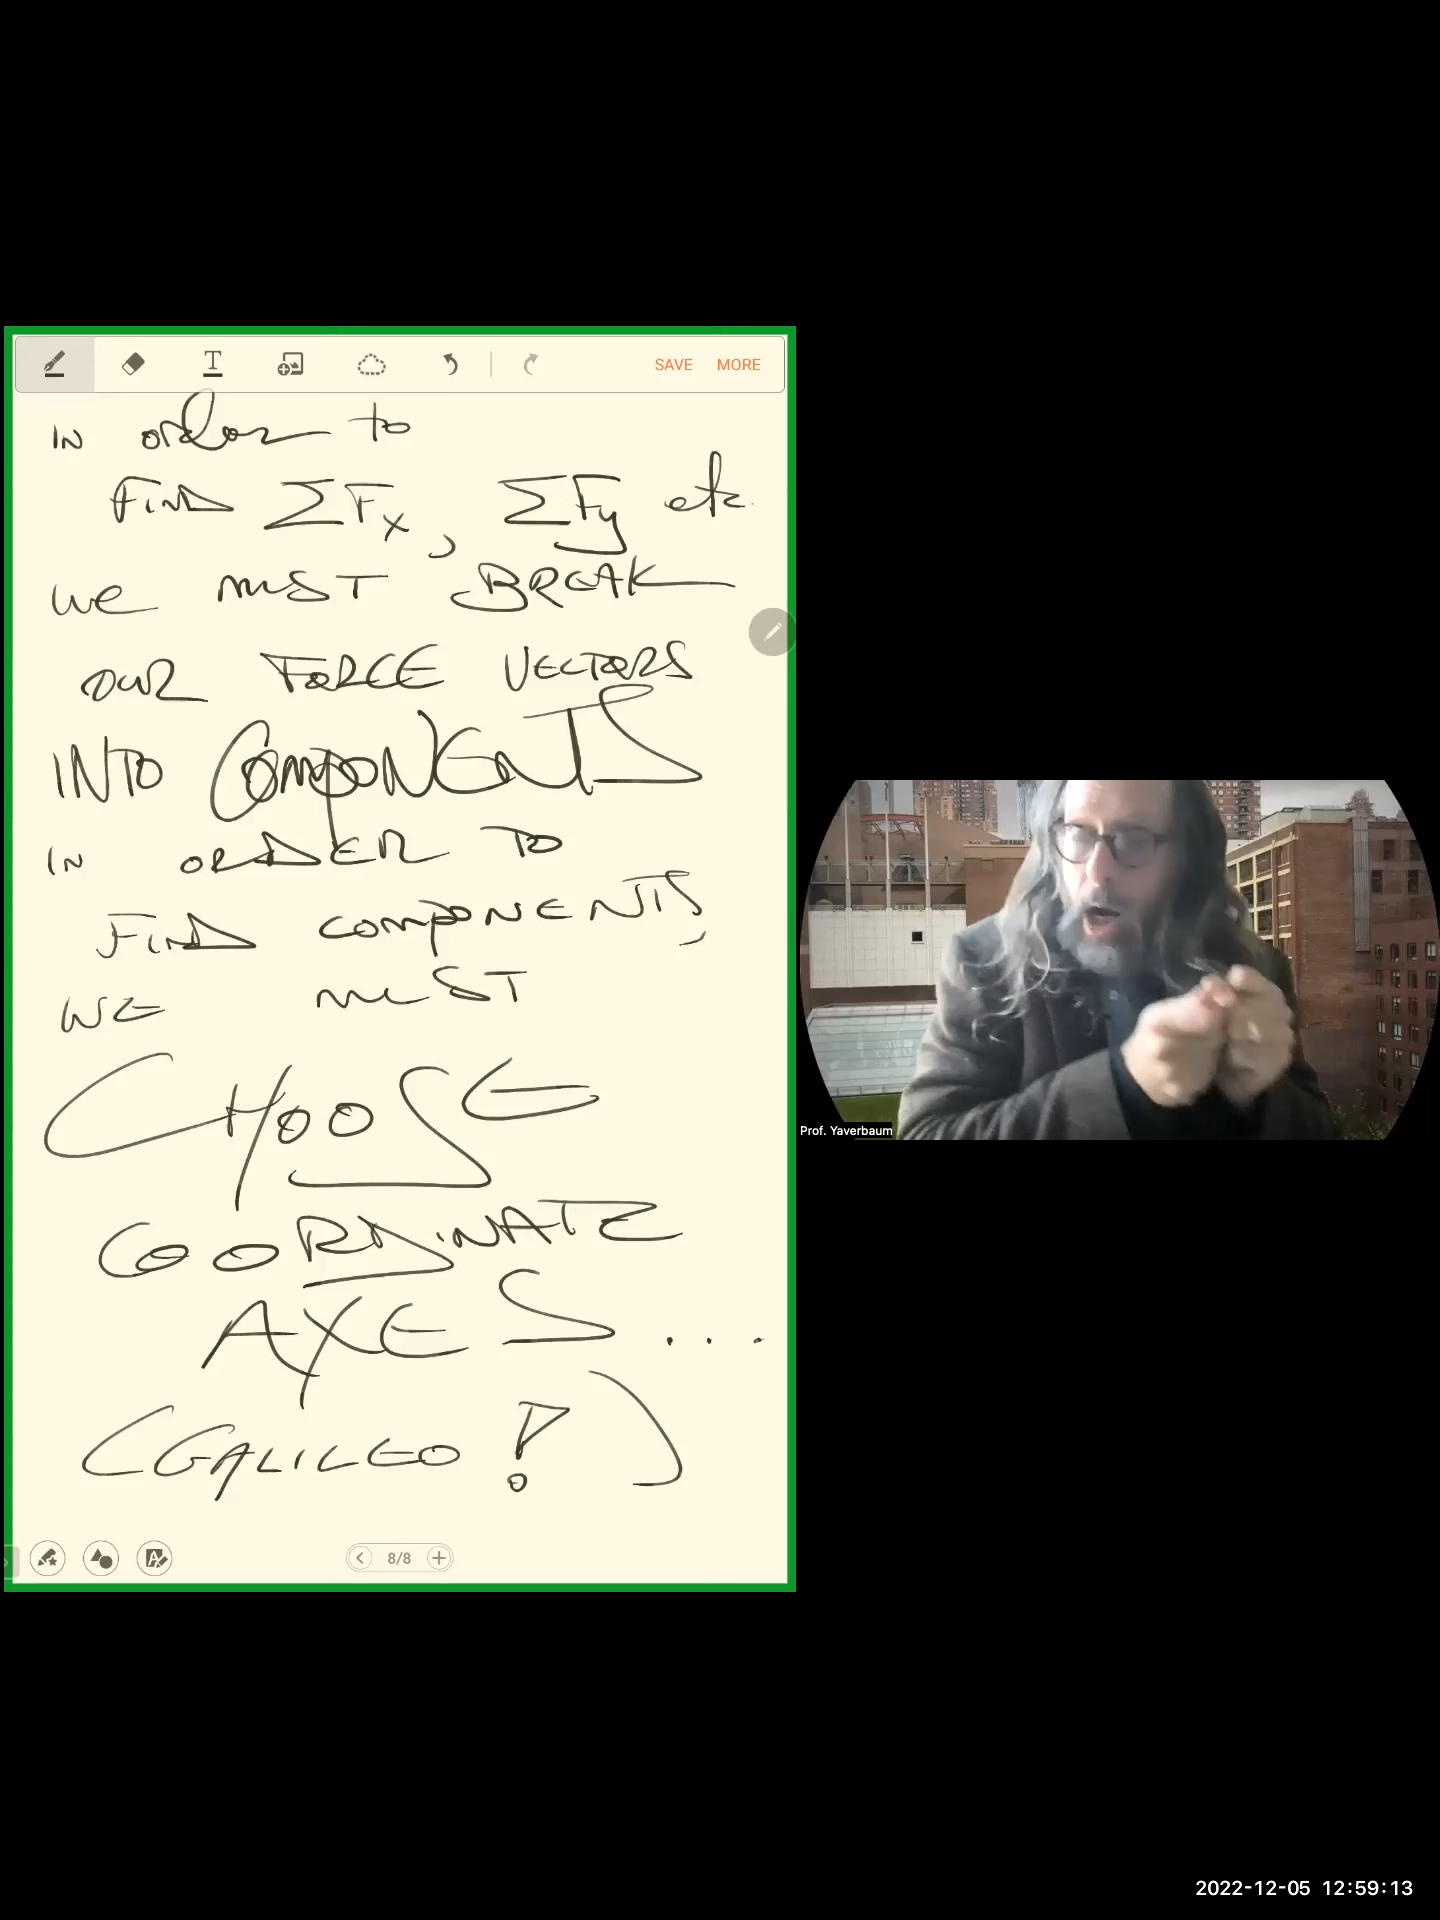 SAVE MORE
IN order to
FIND ΣFx, ΣFy etc.
WE MUST BREAK
OUR FORCE VECTORS
INTO COMPONENTS
IN ORDER TO
FIND COMPONENTS,
WE MUST
CHOOSE
COORDINATE
AXES...
(GALILEO!)
8/8
Prof. Yaverbaum
2022-12-05 12:59:13